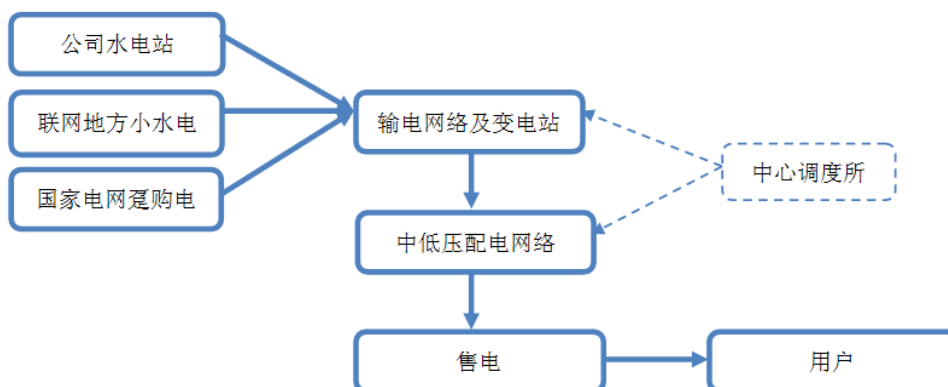 公司水电站
联网地方小水电
国家电网趸购电
输电网络及变电站
中心调度所
中低压配电网络
售电
用户